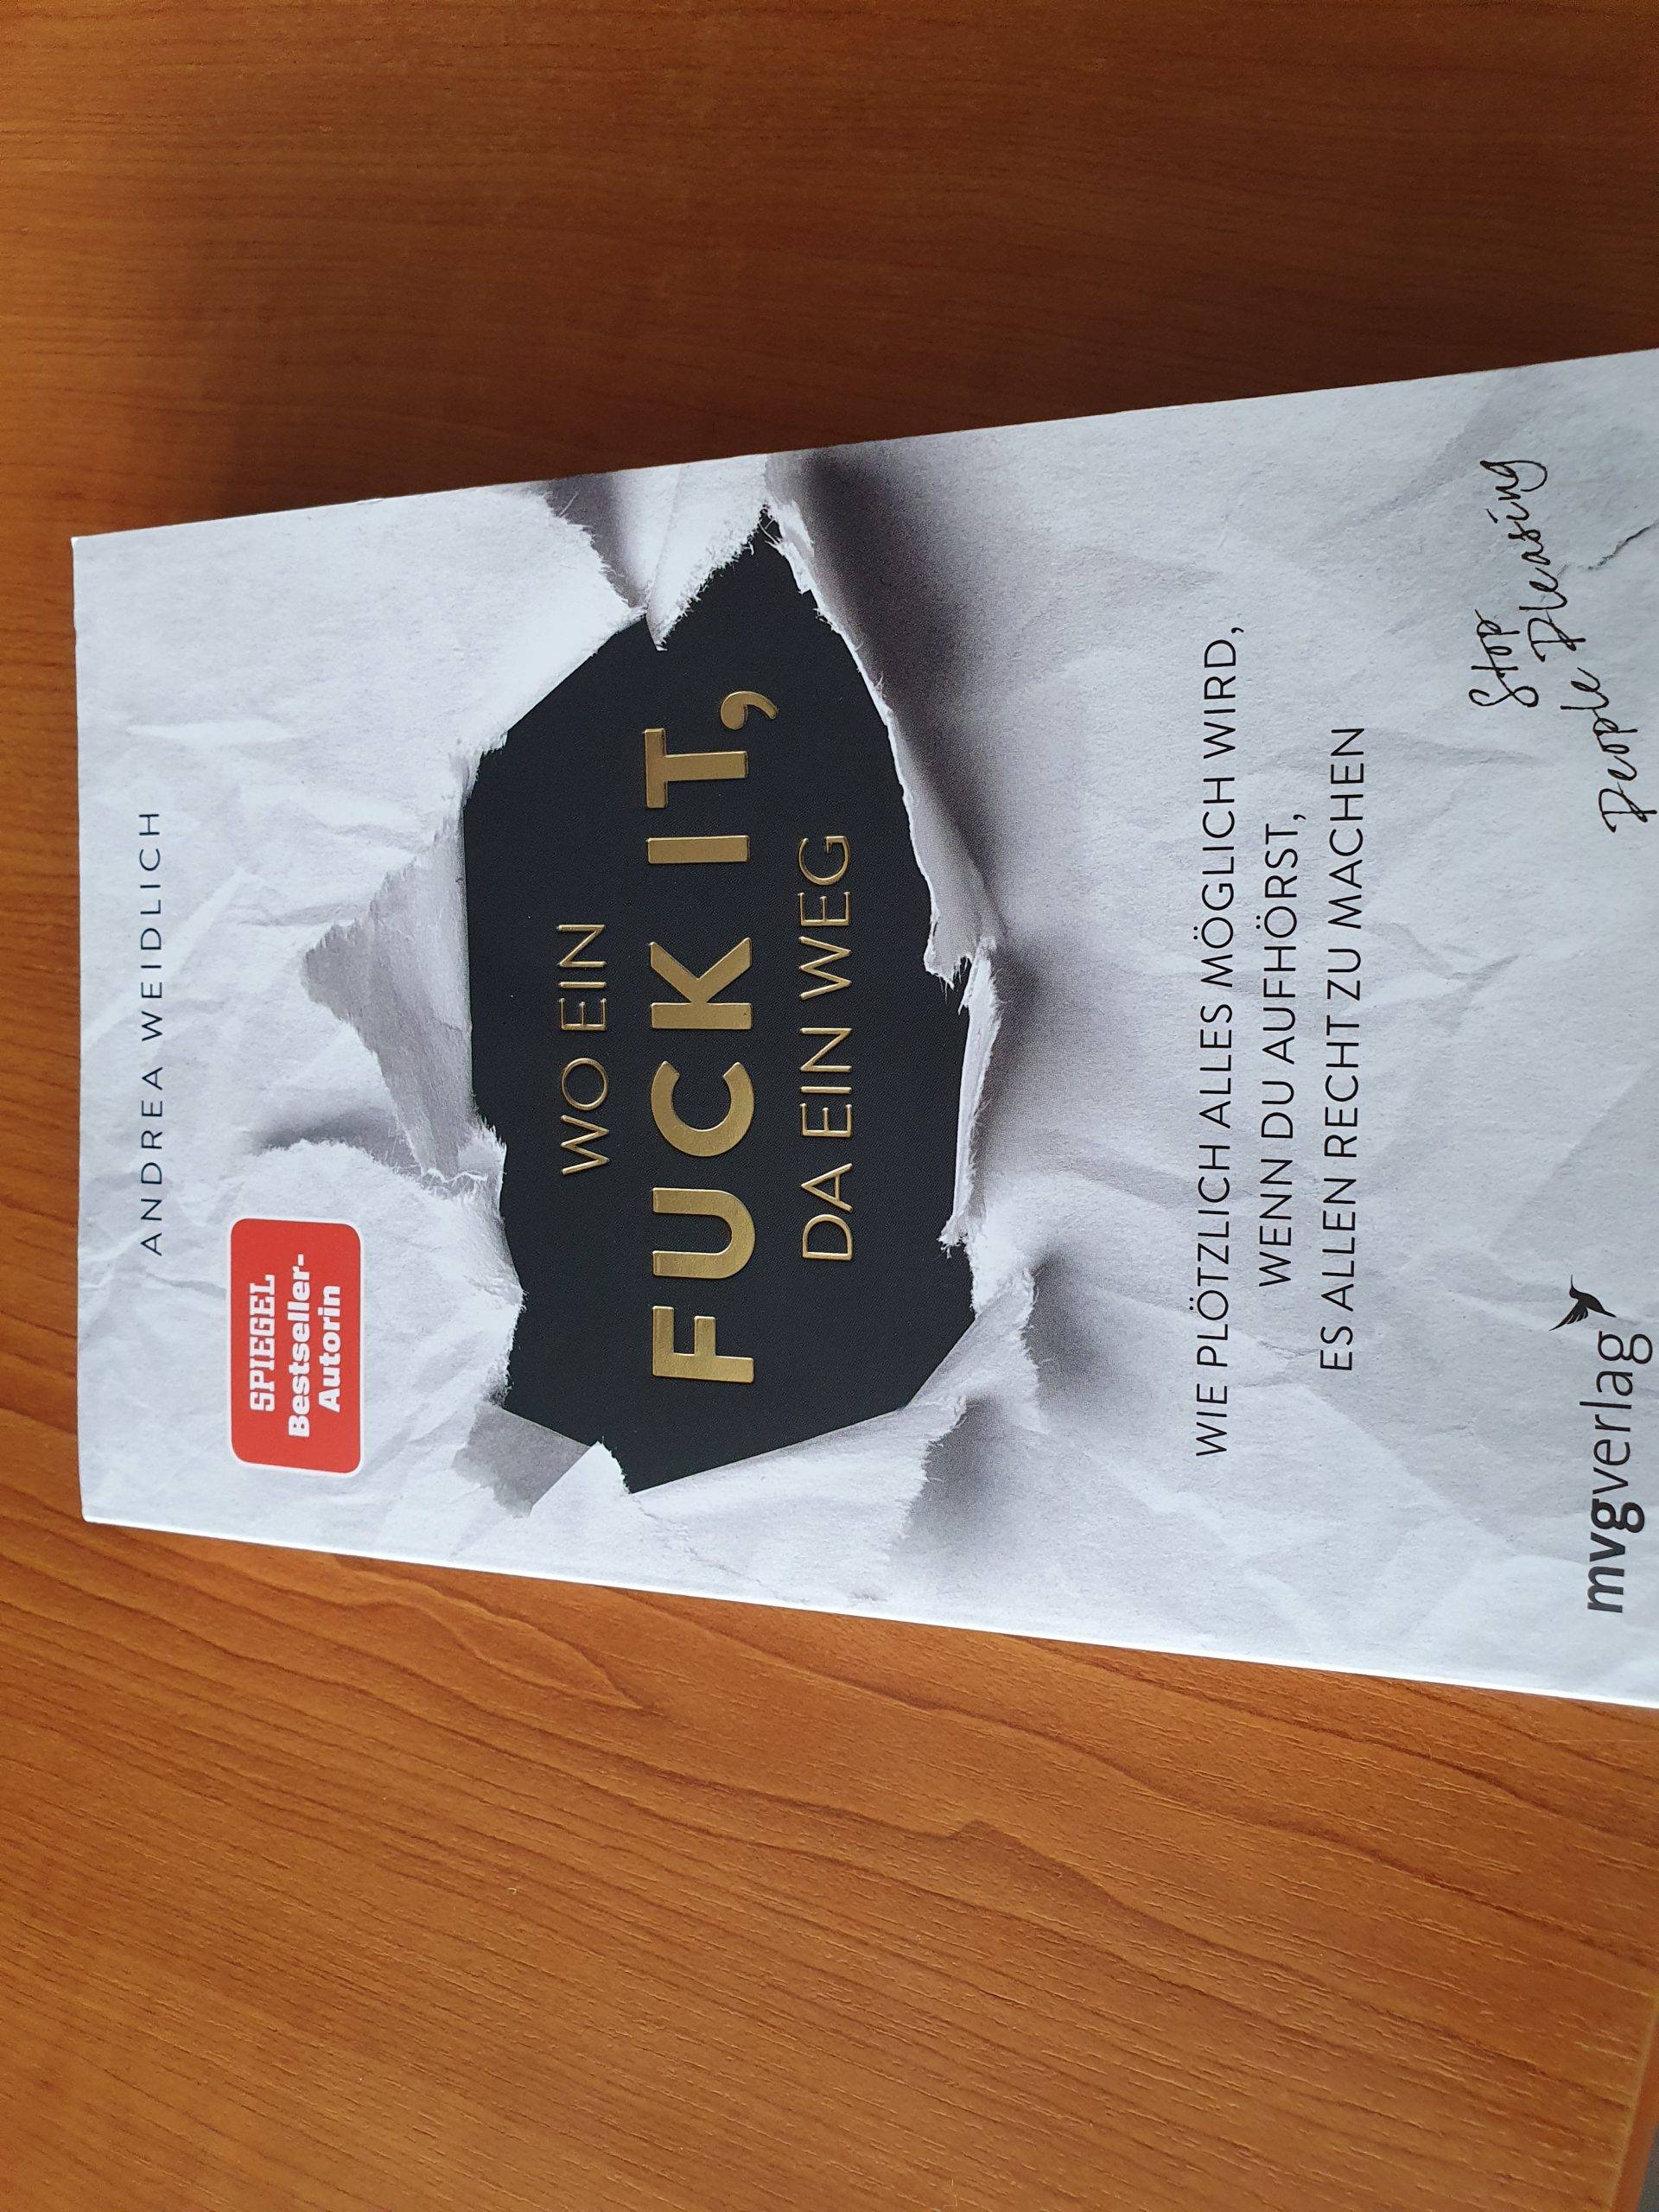 ANDREA WEIDLICH
SPIEGEL
Bestseller-
Autorin
WO EIN
FUCK IT,
DA EIN WEG
WIE PLÖTZLICH ALLES MÖGLICH WIRD,
WENN DU AUFHÖRST,
ES ALLEN RECHT ZU MACHEN
Stop
People Pleasing
mvgverlag